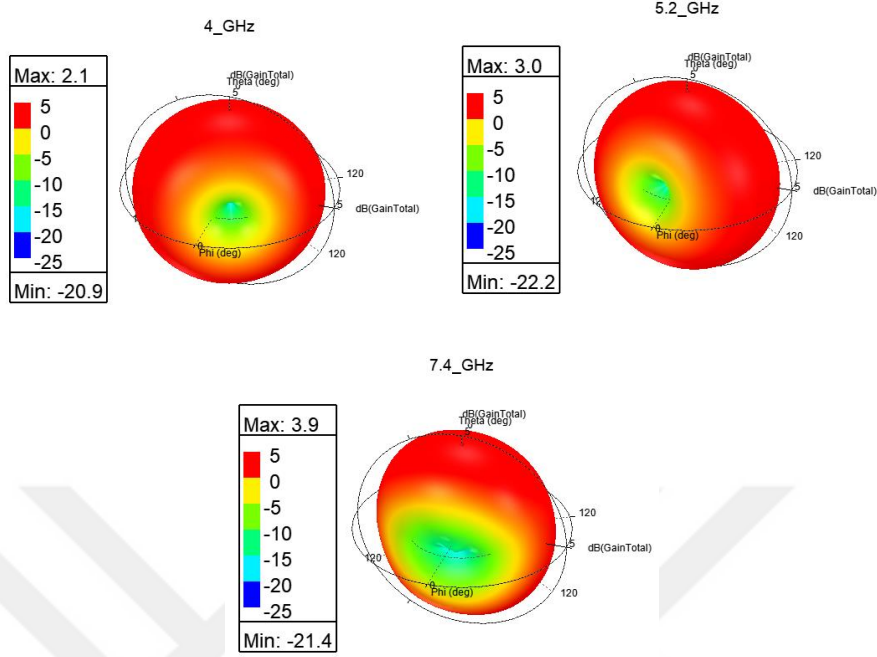 4_GHz
Max: 2.1
5
0
-5
-10
-15
-20
-25
Min: -20.9
dB(GainTotal)
Theta (deg)
5
120
5
dB(GainTotal)
120
0
Phi (deg)
5.2_GHz
Max: 3.0
5
0
-5
-10
-15
-20
-25
Min: -22.2
dB(GainTotal)
Theta (deg)
5
120
5
dB(GainTotal)
120
0
Phi (deg)
7.4_GHz
Max: 3.9
5
0
-5
-10
-15
-20
-25
Min: -21.4
dB(GainTotal)
Theta (deg)
5
120
5
dB(GainTotal)
120
120
0
Phi (deg)